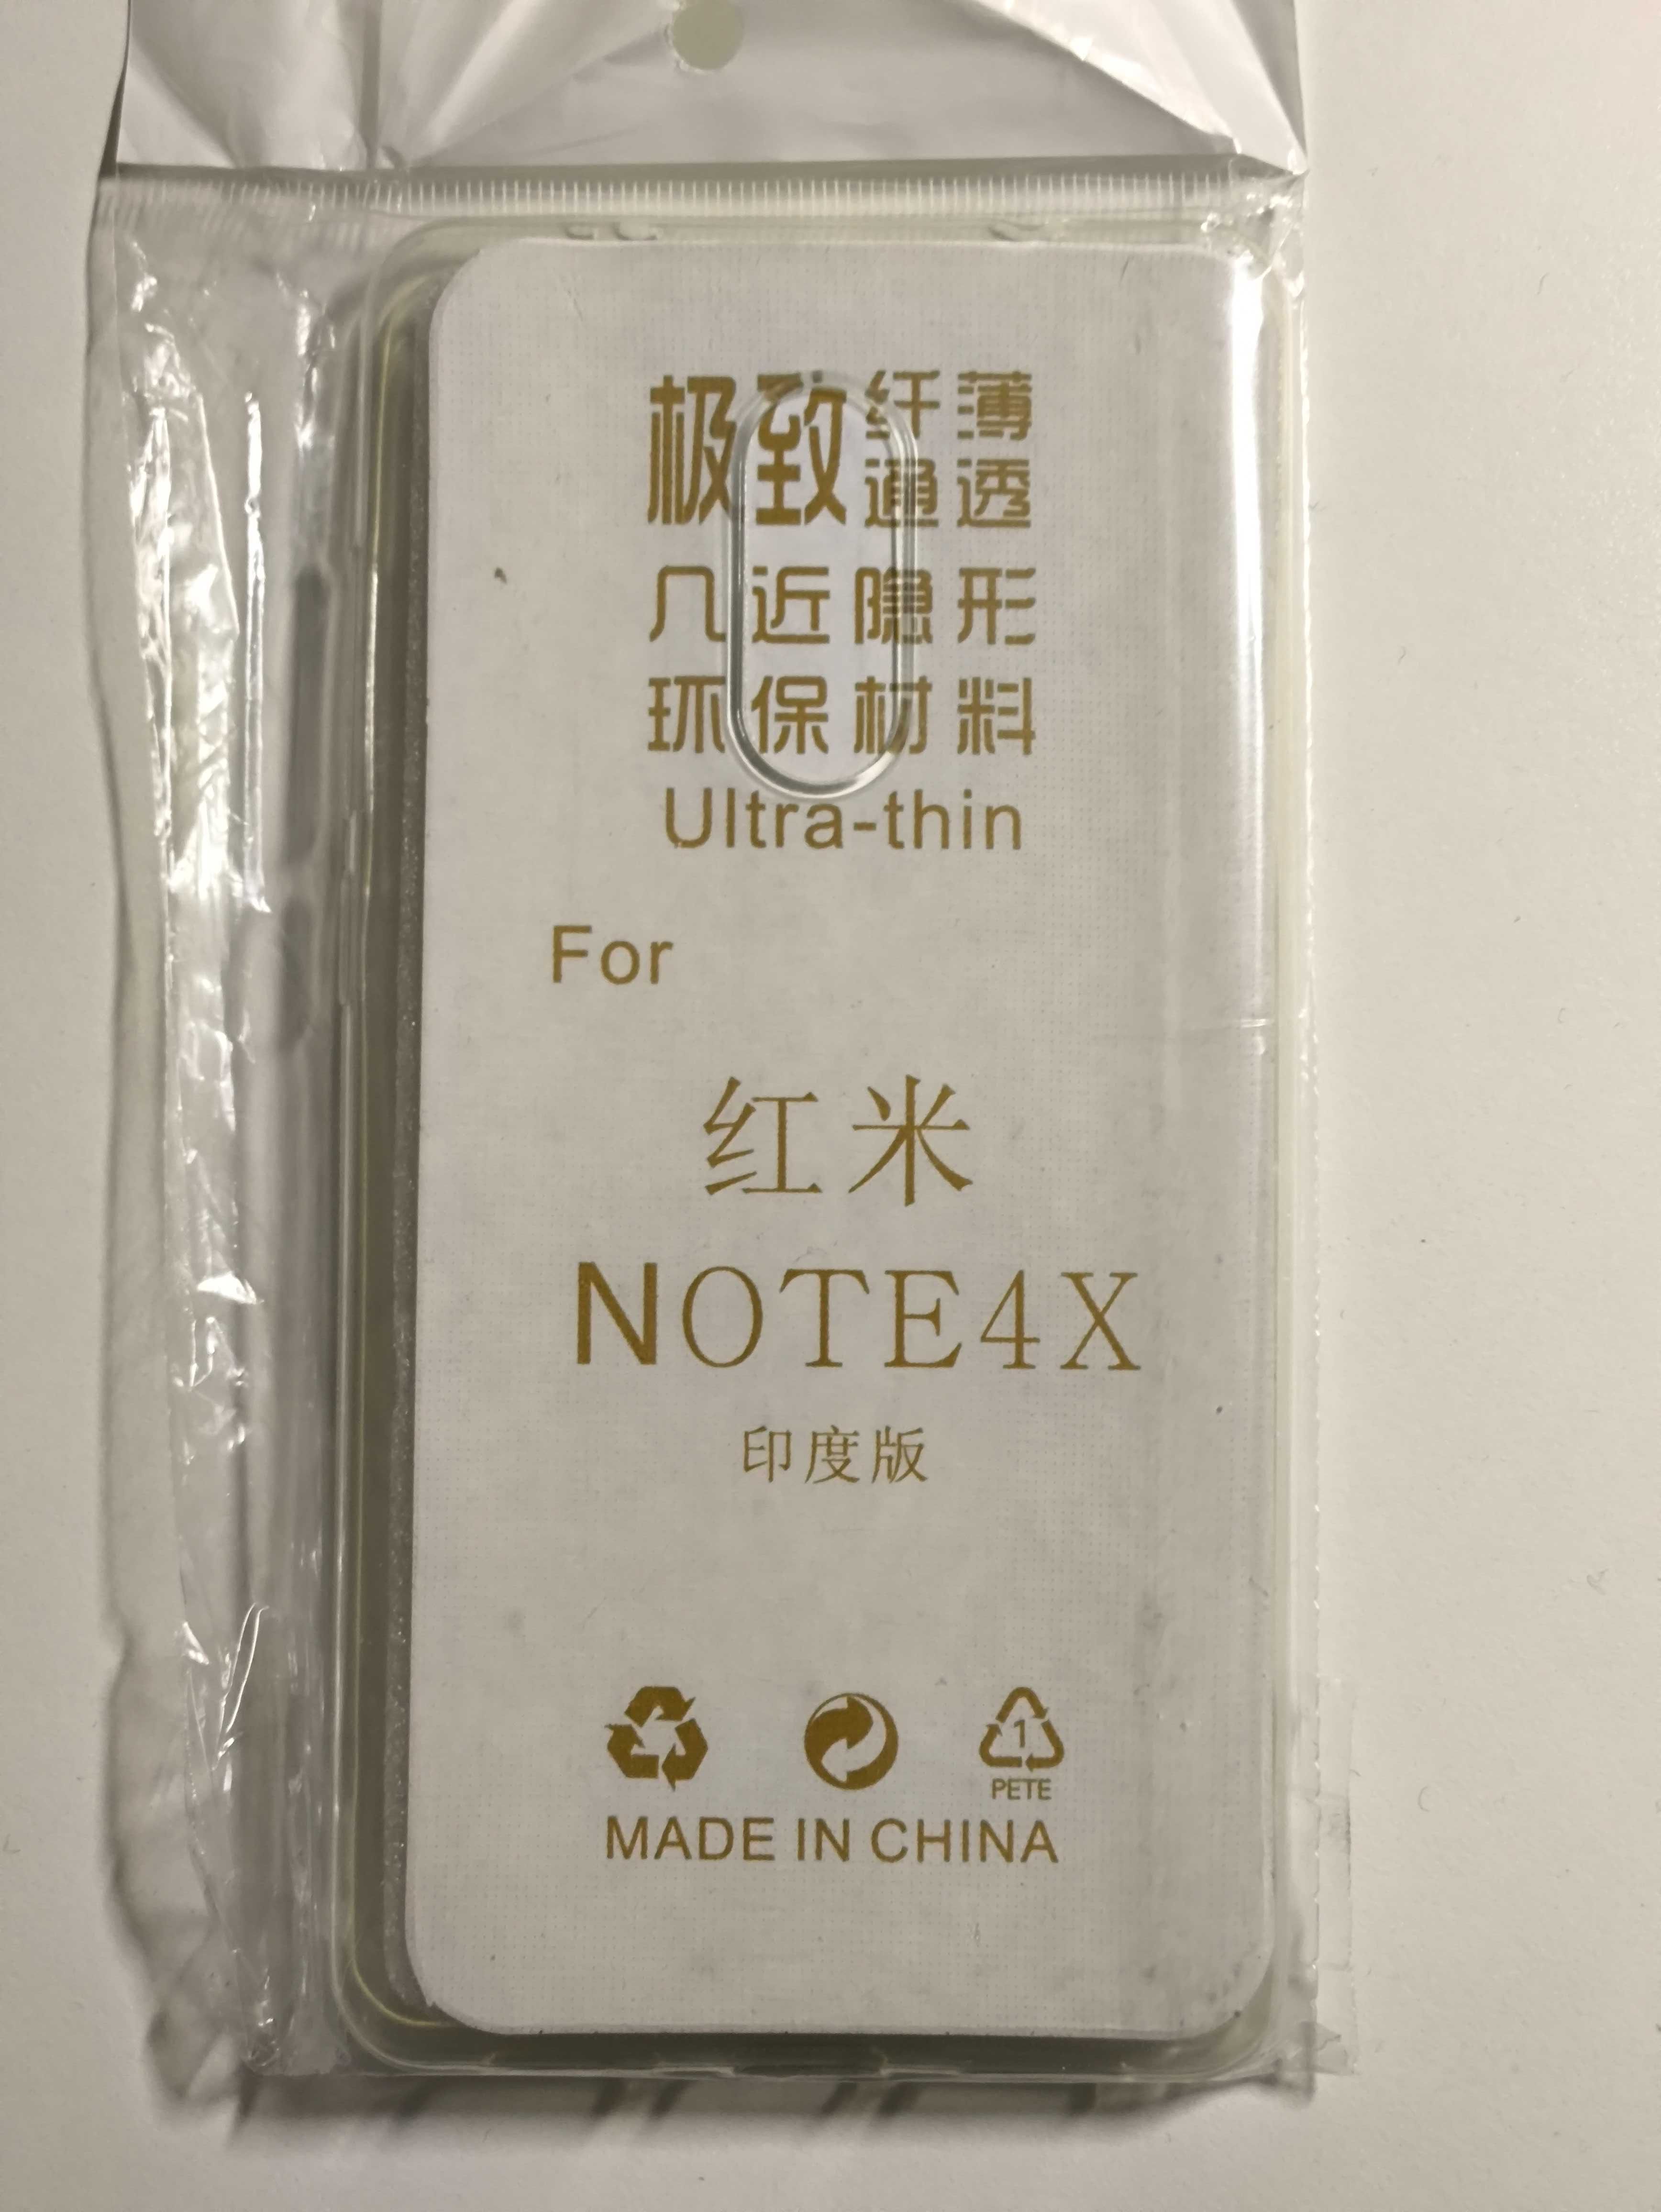 极致纤薄
通透
几近隐形
环保材料
Ultra-thin
For
红米
NOTE4X
印度版
1
PETE
MADE IN CHINA